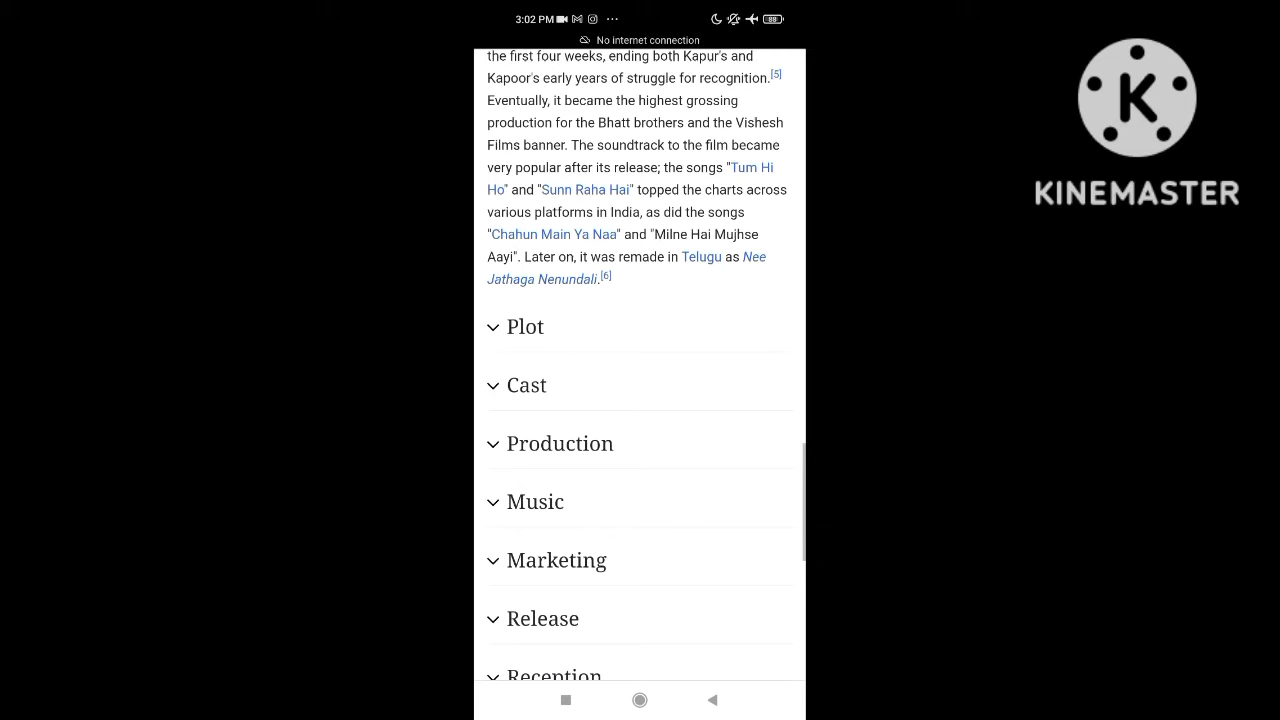 3:02 PM
88
No internet connection
the first four weeks, ending both Kapur's and
Kapoor's early years of struggle for recognition.[5]
Eventually, it became the highest grossing
production for the Bhatt brothers and the Vishesh
Films banner. The soundtrack to the film became
very popular after its release; the songs "Tum Hi
Ho" and "Sunn Raha Hai" topped the charts across
various platforms in India, as did the songs
"Chahun Main Ya Naa" and "Milne Hai Mujhse
Aayi". Later on, it was remade in Telugu as Nee
Jathaga Nenundali.[6]
Plot
Cast
Production
Music
Marketing
Release
Reception
K
KINEMASTER